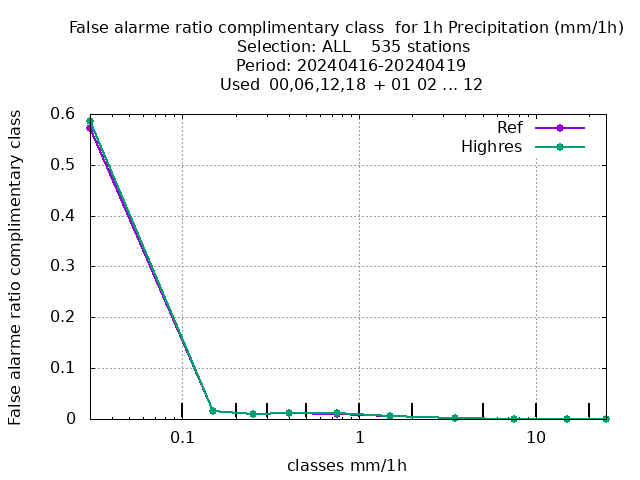 False alarme ratio complimentary class  for 1h Precipitation (mm/1h)
Selection: ALL    535 stations
Period: 20240416-20240419
Used  00,06,12,18  + 01 02 ... 12
False alarme ratio complimentary class
0.6
0.5
0.4
0.3
0.2
0.1
0
Ref
Highres
0.1
1
10
classes mm/1h